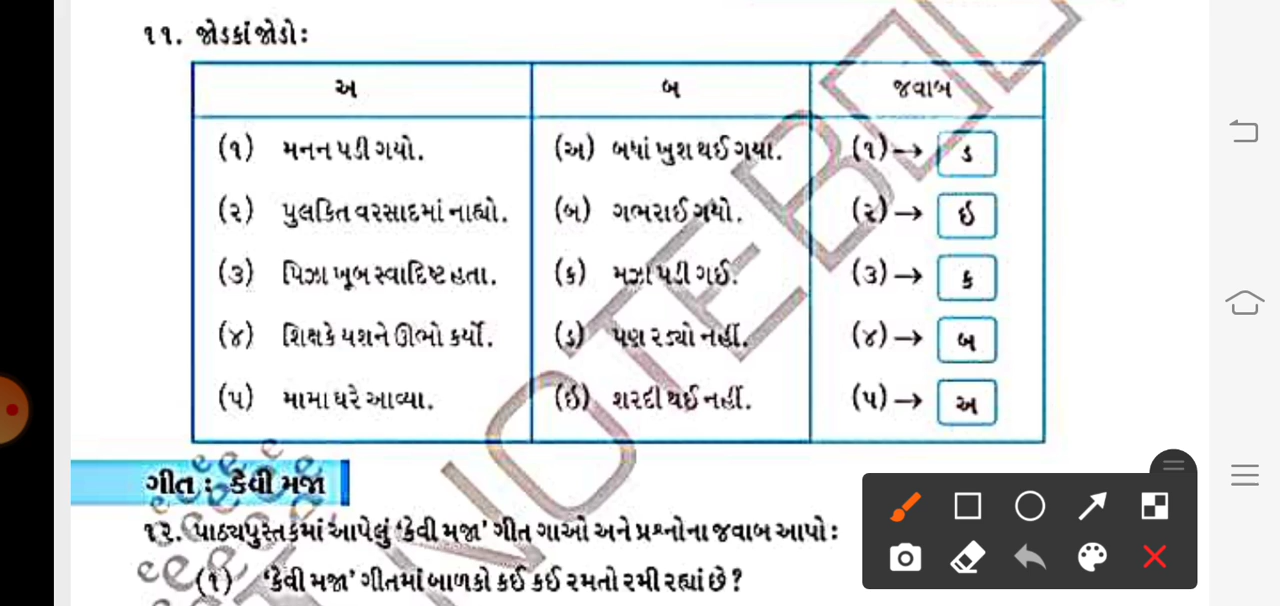 ૧૧. જોડકાં જોડો:
અ બ જવાબ
(૧) મનન પડી ગયો. (અ) બધાં ખુશ થઈ ગયા. (૧)→ ડ
(૨) પુલકિત વરસાદમાં નાહ્યો. (બ) ગભરાઈ ગયો. (૨)→ ઈ
(૩) પિઝા ખૂબ સ્વાદિષ્ટ હતા. (ક) મઝા પડી ગઈ. (૩)→ ક
(૪) શિક્ષકે યશને ઊભો કર્યો. (ડ) પણ રડ્યો નહીં. (૪)→ બ
(૫) મામા ઘરે આવ્યા. (ઈ) શરદી થઈ નહીં. (૫)→ અ
ગીત : કેવી મજા
૧૨. પાઠ્યપુસ્તકમાં આપેલું ‘કેવી મજા’ ગીત ગાઓ અને પ્રશ્નોના જવાબ આપો:
(૧) ‘કેવી મજા’ ગીતમાં બાળકો કઈ કઈ રમતો રમી રહ્યાં છે?
NOTEB